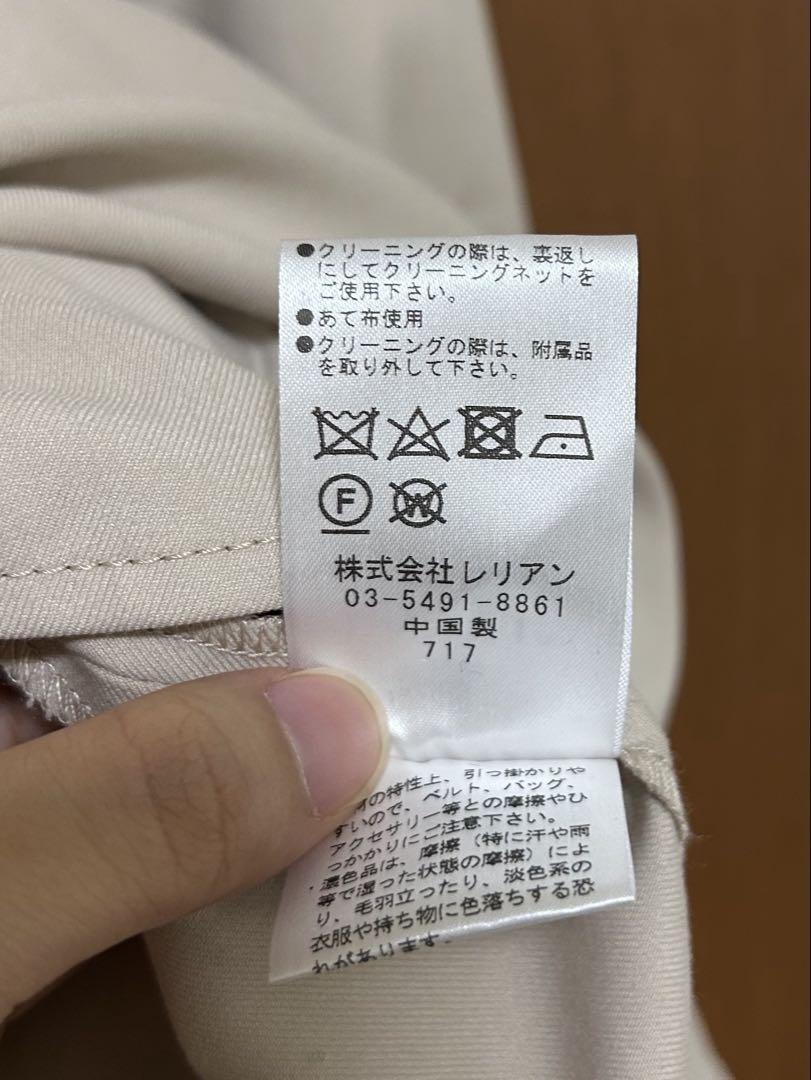 ●クリーニングの際は、裏返し
にしてクリーニングネットを
ご使用下さい。
●あて布使用
●クリーニングの際は、附属品
を取り外して下さい。
F
W
株式会社レリアン
03-5491-8861
中国製
717
の特性上、引っ掛かりや
すいので、ベルト、バッグ、
アクセサリー等との摩擦やひ
っかかりにご注意下さい。
・濃色品は、摩擦（特に汗や雨
等で湿った状態の摩擦）によ
り、毛羽立ったり、淡色系の
衣服や持ち物に色落ちする恐
れがあります。